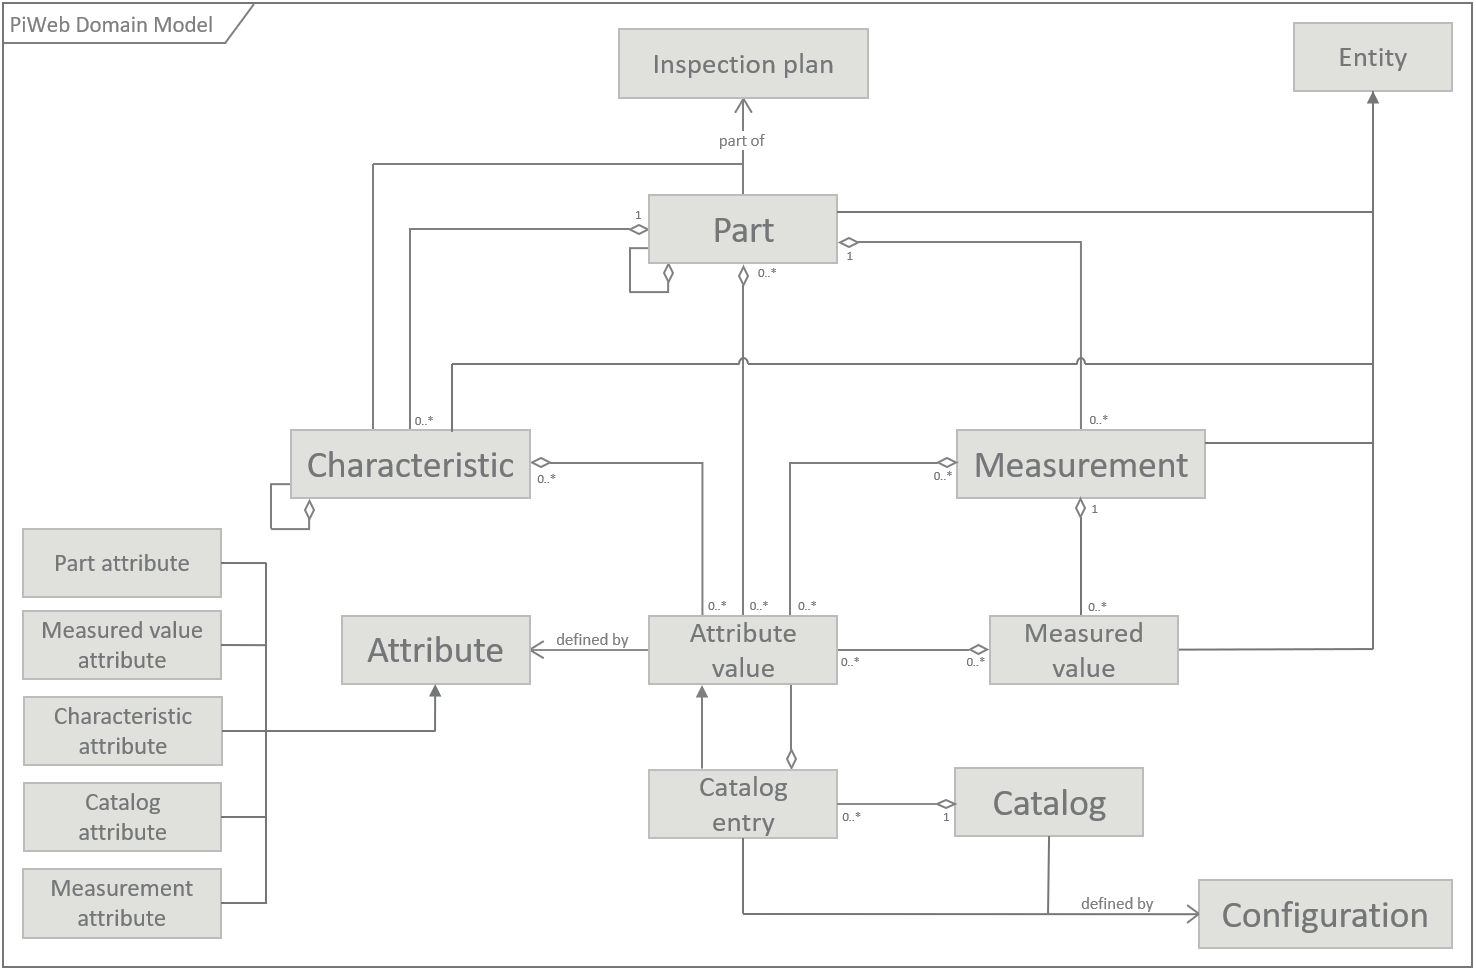 PiWeb Domain Model
Inspection plan
Entity
part of
1
Part
0..*
1
0..*
0..*
Characteristic
0..*
0..*
Measurement
1
Part attribute
0..*
0..*
0..*
0..*
Measured value
attribute
Attribute
defined by
Attribute
value
0..*
0..*
Measured
value
Characteristic
attribute
Catalog
attribute
Catalog
entry
0..*
1
Catalog
Measurement
attribute
defined by
Configuration